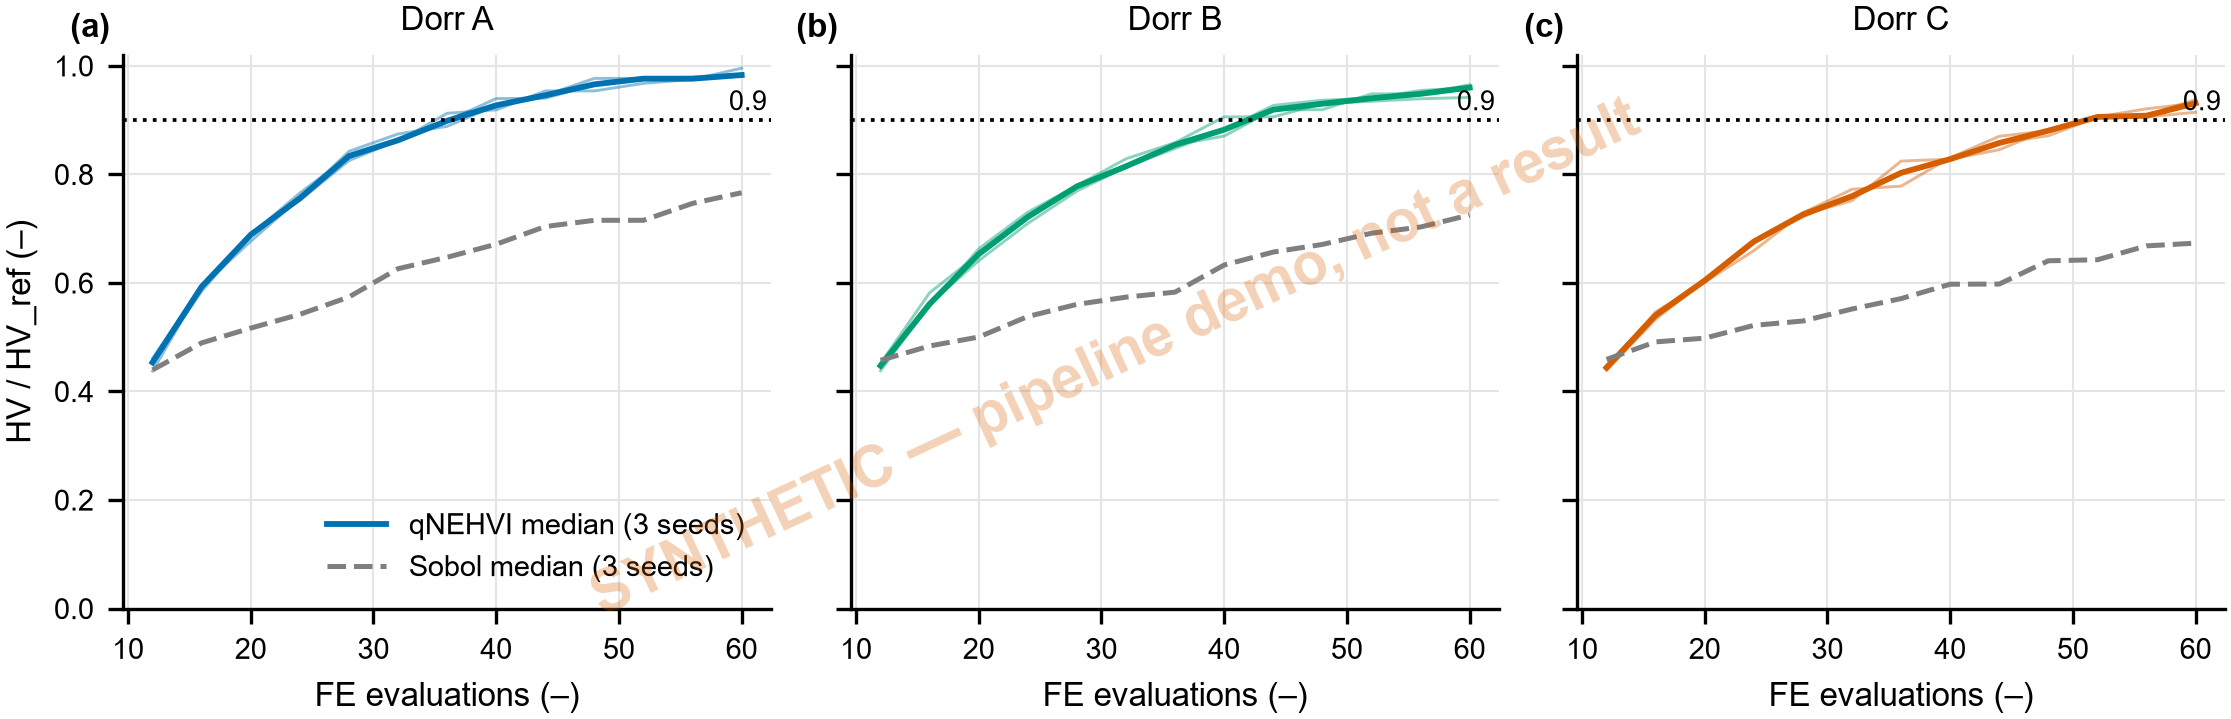 (a)
Dorr A
(b)
Dorr B
(c)
Dorr C
HV / HV_ref (–)
1.0
0.8
0.6
0.4
0.2
0.0
0.9
0.9
0.9
qNEHVI median (3 seeds)
Sobol median (3 seeds)
SYNTHETIC — pipeline demo, not a result
10 20 30 40 50 60
10 20 30 40 50 60
10 20 30 40 50 60
FE evaluations (–)
FE evaluations (–)
FE evaluations (–)